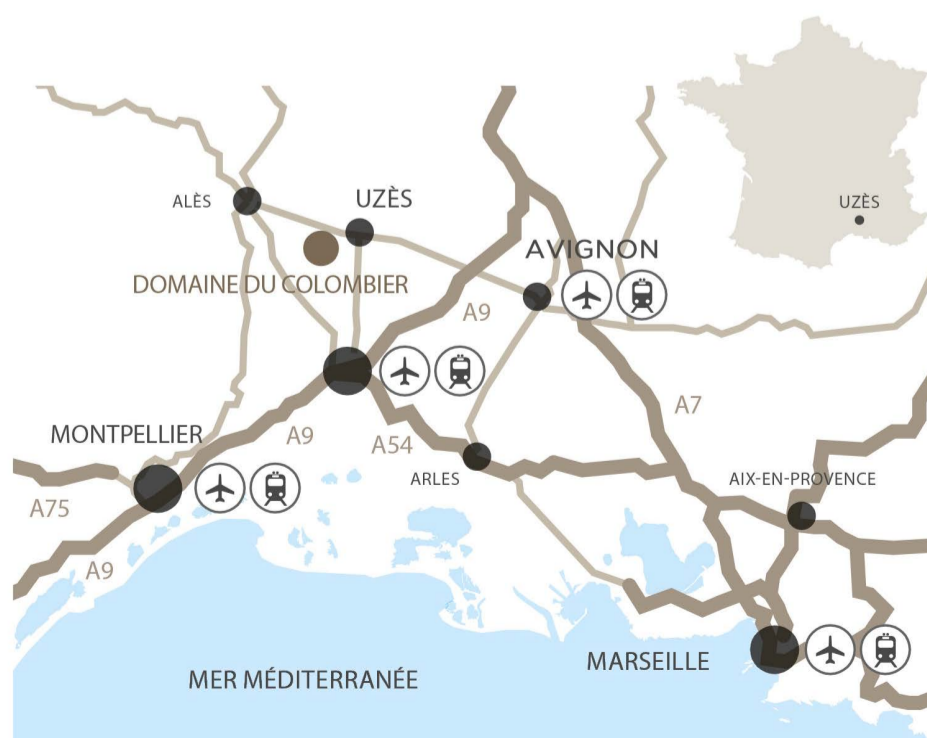 ALÈS
UZÈS
UZÈS
AVIGNON
DOMAINE DU COLOMBIER
A9
A7
MONTPELLIER
A9
A54
ARLES
AIX-EN-PROVENCE
A75
A9
MARSEILLE
MER MÉDITERRANÉE